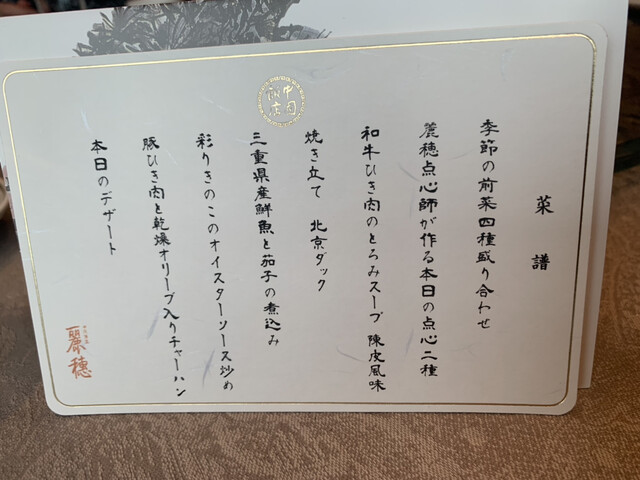 菜譜
季節の前菜四種盛り合わせ
麗穂点心師が作る本日の点心二種
和牛ひき肉のとろみスープ 陳皮風味
焼き立て 北京ダック
三重県産鮮魚と茄子の煮込み
彩りきのこのオイスターソース炒め
豚ひき肉と乾燥オリーブ入りチャーハン
本日のデザート
麗穂